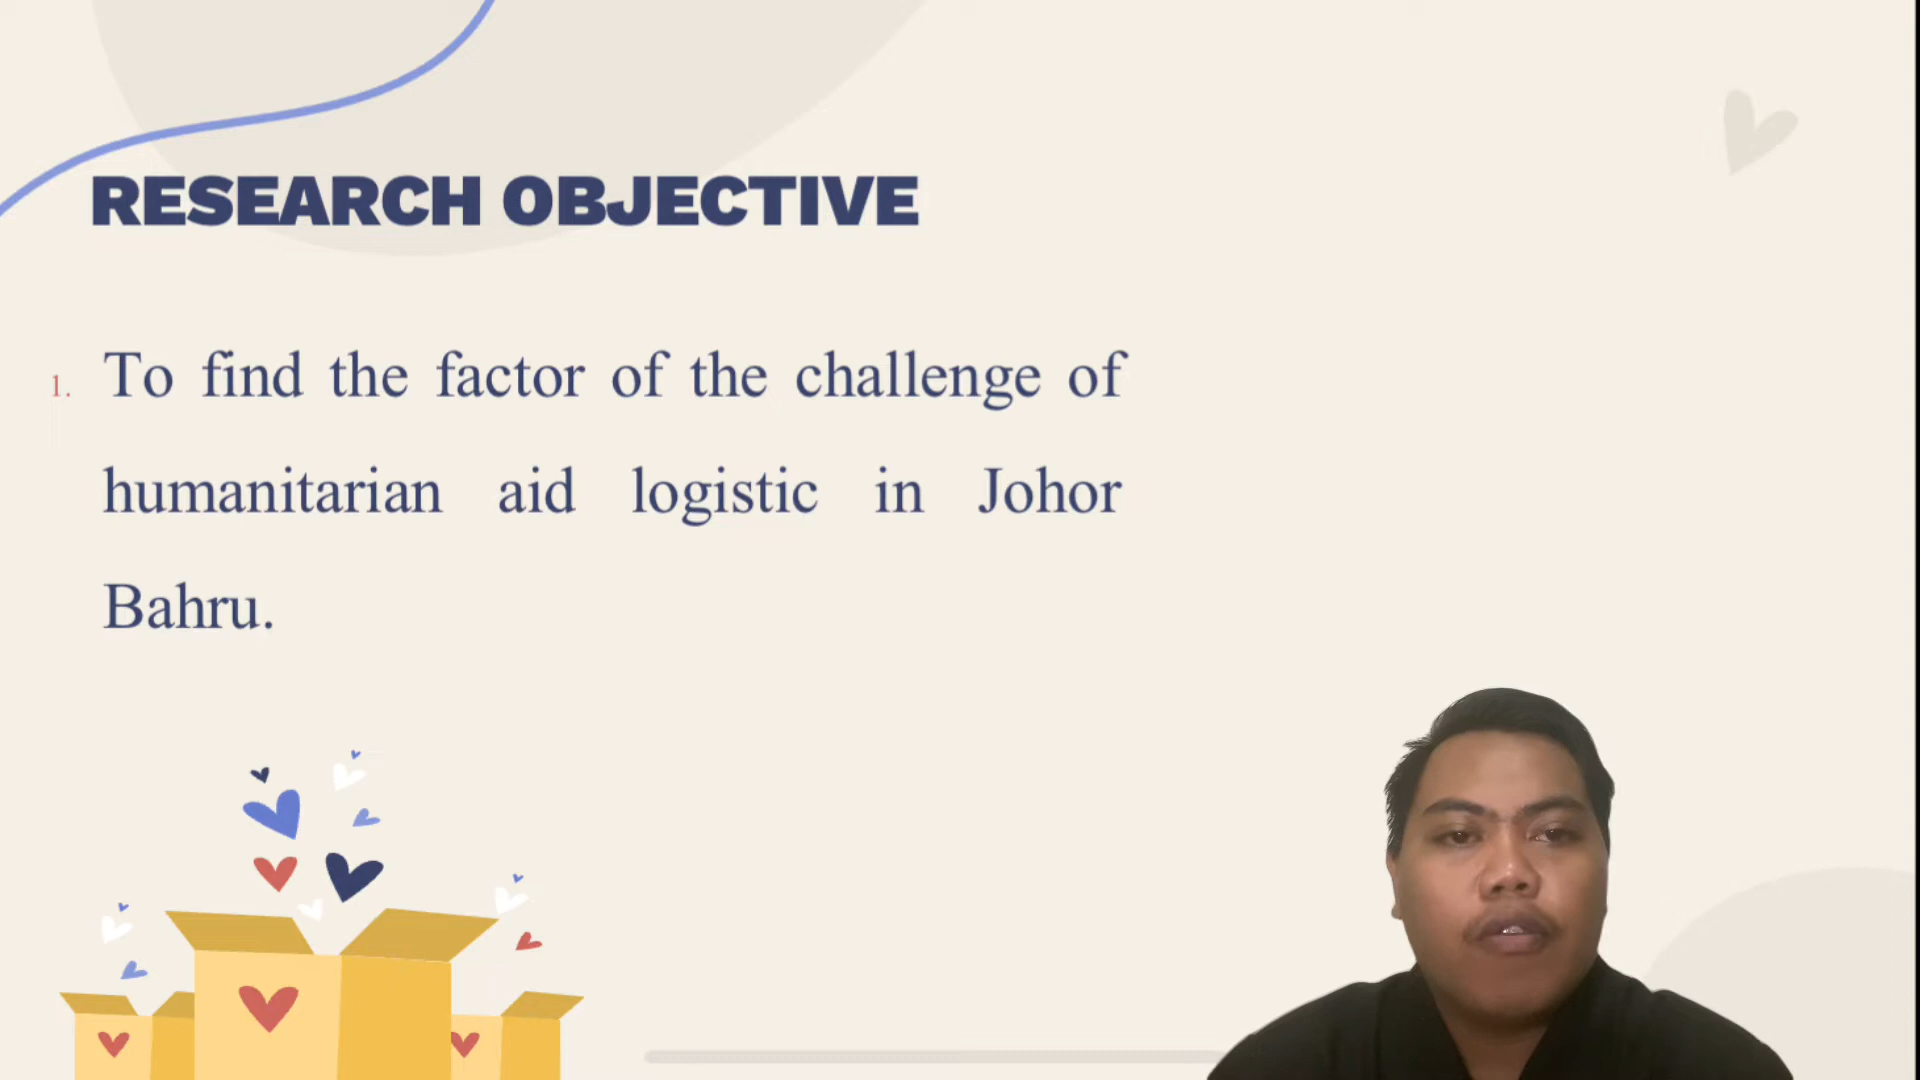 RESEARCH OBJECTIVE
1. To find the factor of the challenge of
humanitarian aid logistic in Johor
Bahru.